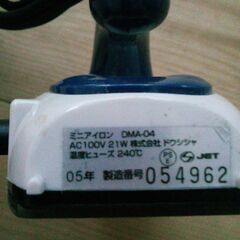 ミニアイロン DMA-04
AC100V 21W 株式会社 ドウシシャ
温度ヒューズ 240℃
PS E JET
05年 製造番号 054962